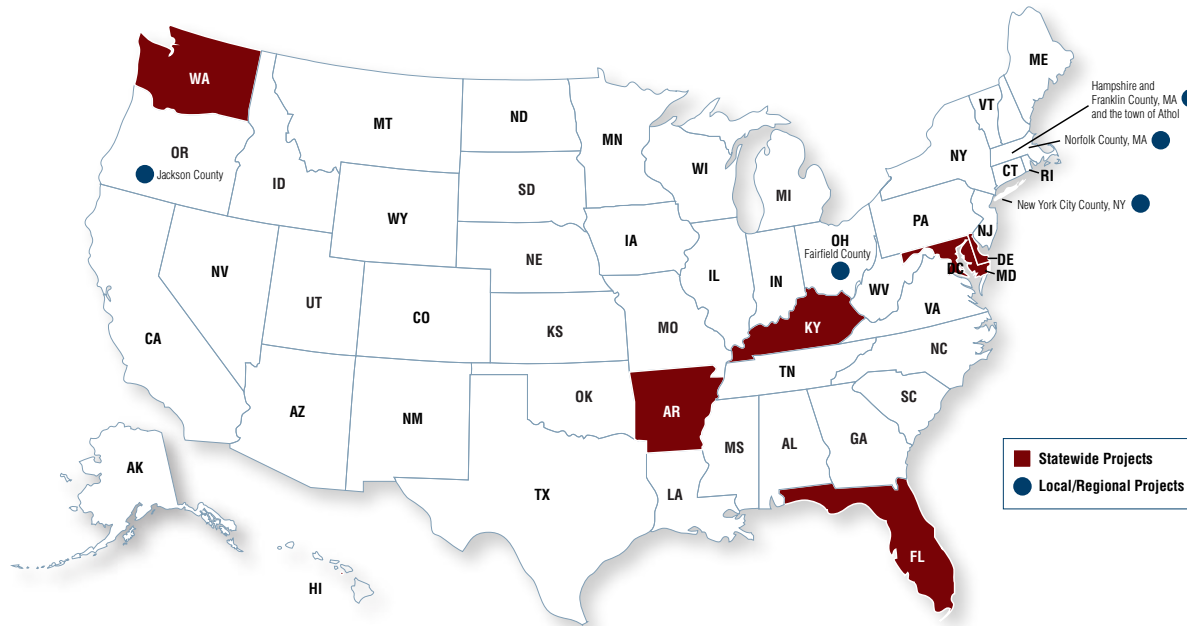 WA
MT
ND
MN
ME
VT
Hampshire and
Franklin County, MA
and the town of Athol
Norfolk County, MA
OR
Jackson County
ID
SD
WI
MI
NY
CT
RI
WY
New York City County, NY
PA
NJ
IA
NE
OH
Fairfield County
NV
UT
IL
IN
DE
DC
MD
WV
CO
KS
MO
KY
VA
CA
NC
TN
AZ
NM
OK
AR
SC
MS
AL
GA
AK
TX
LA
Statewide Projects
Local/Regional Projects
FL
HI